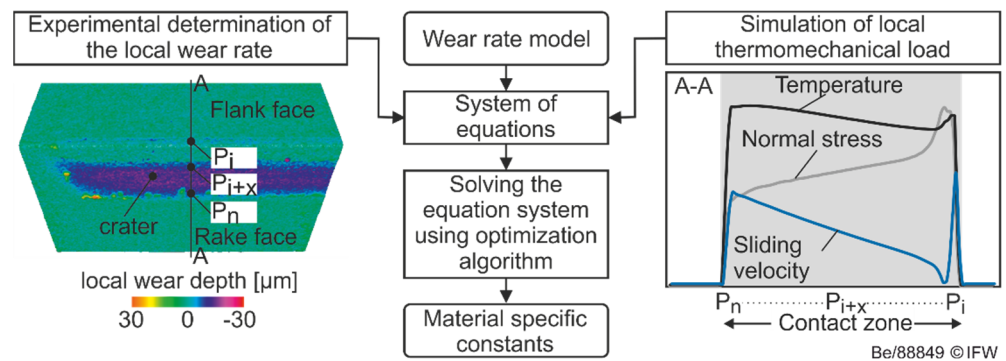 Experimental determination
of the local wear rate
A
Flank face
Pi
Pi+x
Pn
crater
Rake face
A
local wear depth [µm]
30 0 -30
Wear rate model
System of
equations
Solving the
equation system
using optimization
algorithm
Material specific
constants
Simulation of local
thermomechanical load
A-A
Temperature
Normal stress
Sliding
velocity
Pn Pi+x Pi
Contact zone
Be/88849 © IFW